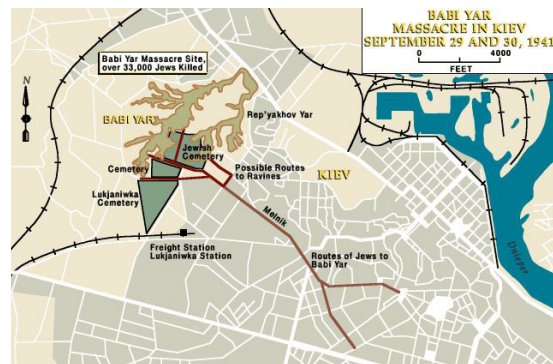 BABI YAR
MASSACRE IN KIEV
SEPTEMBER 29 AND 30, 1941
0 4000
FEET
Babi Yar Massacre Site,
over 33,000 Jews Killed
N
BABI YAR
Rep'yakhov Yar
Jewish
Cemetery
Cemetery
Possible Routes
to Ravines
KIEV
Lukjaniwka
Cemetery
Melnik
Freight Station
Lukjaniwka Station
Routes of Jews to
Babi Yar
Dnieper